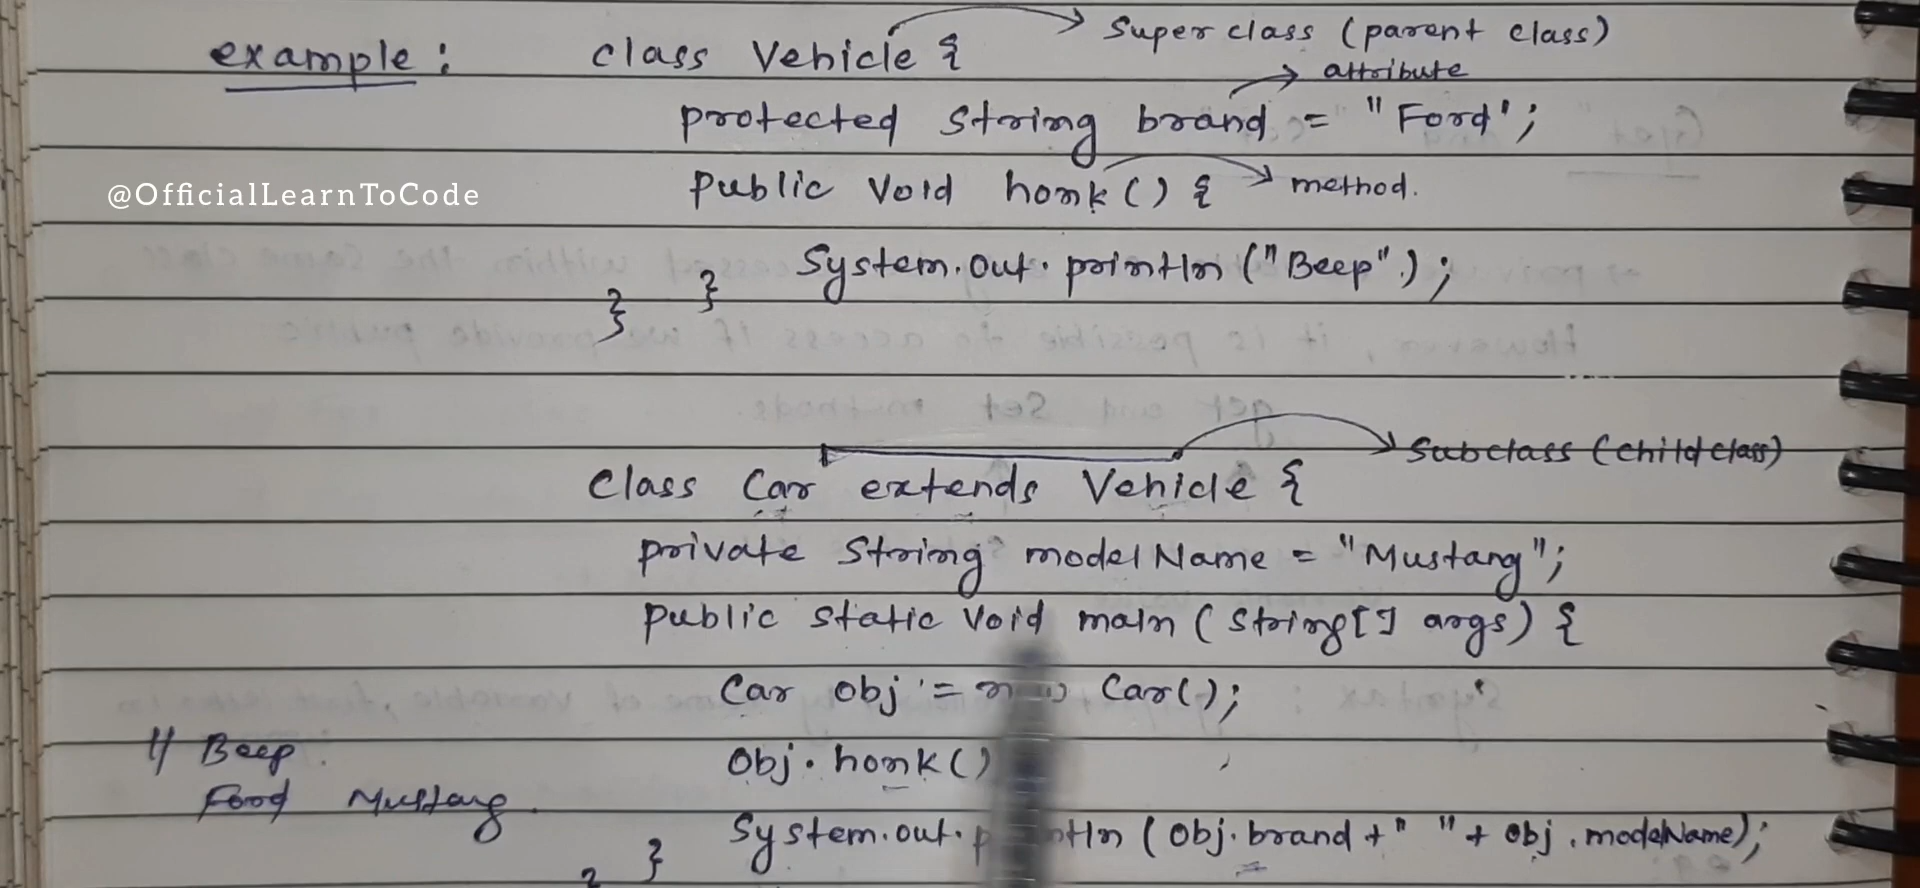 Super class (parent class)
example : class Vehicle {
attribute
protected String brand = "Ford';
@OfficialLearnToCode
public void honk () { method.
System.out.println ("Beep".);
}
}
Subclass (child class)
class Car extends Vehicle {
private String modelName = "Mustang";
public static void main (String[] args) {
Car obj = Car();
// Beep
obj.honk()
Ford Mustang.
System.out. (obj.brand + " " + obj.modelName);
}
}